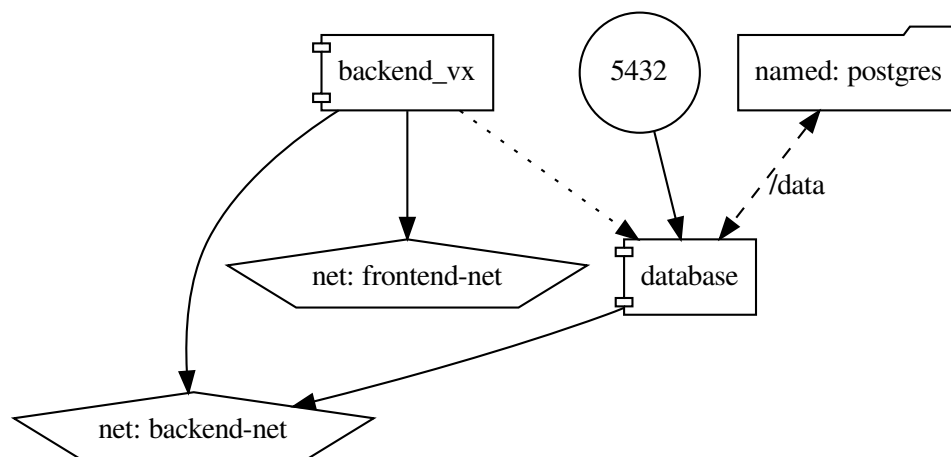 backend_vx
5432
named: postgres
/data
net: frontend-net
database
net: backend-net